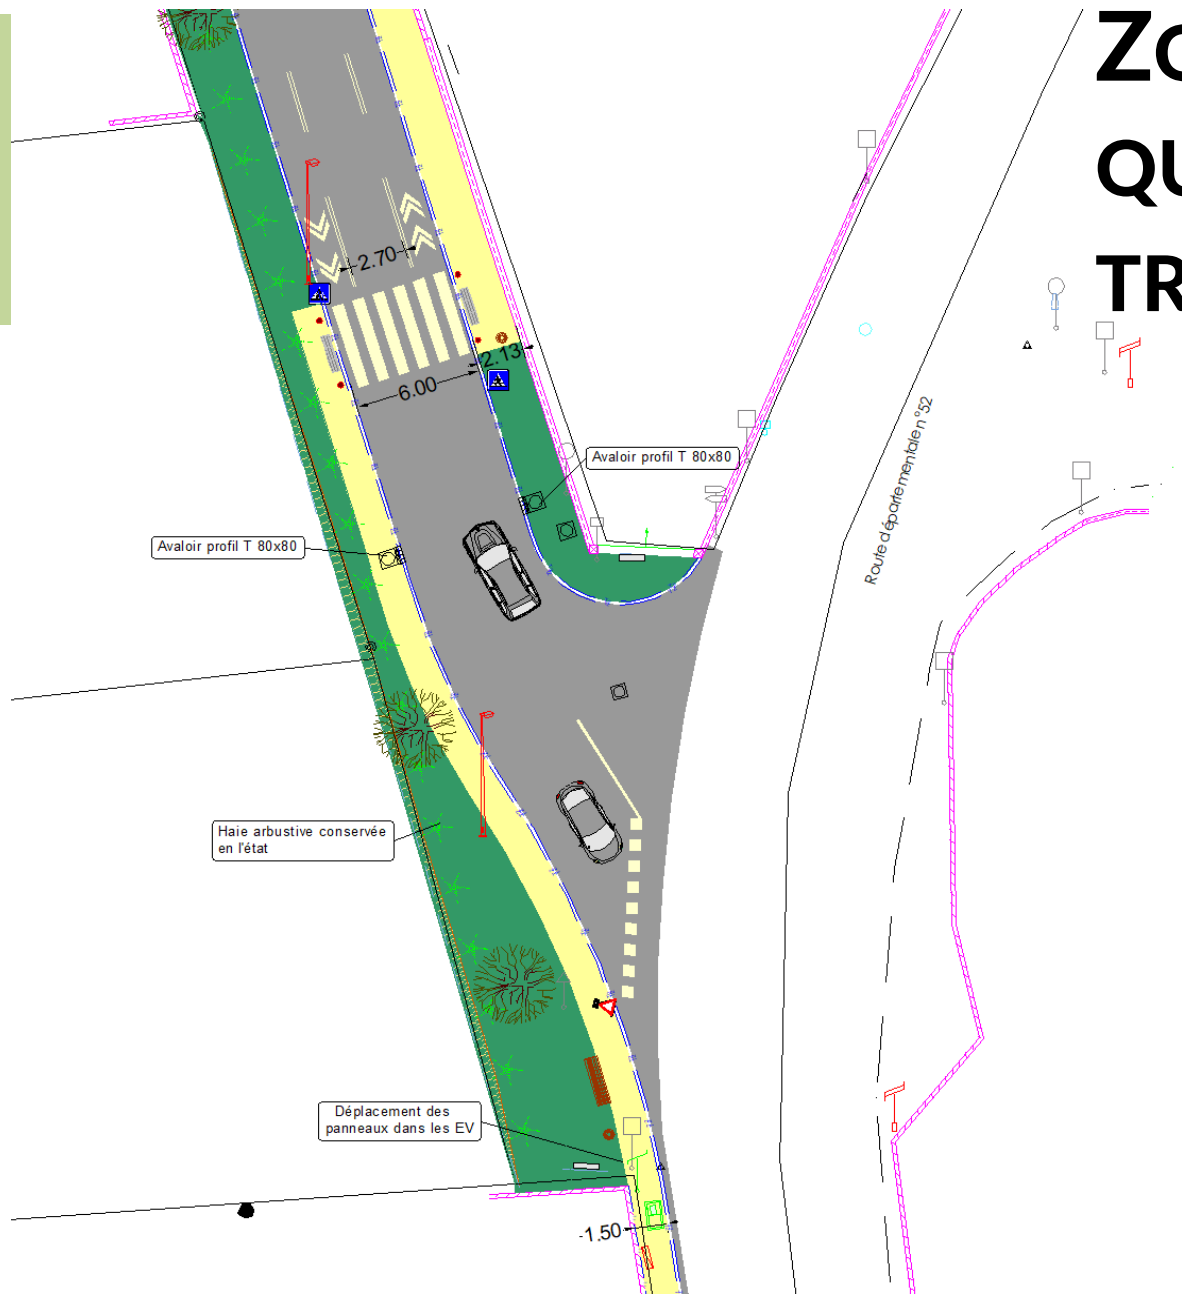 Zo
QU
TR
2.70
2.13
6.00
Avaloir profil T 80x80
Route départementale n°52
Avaloir profil T 80x80
Haie arbustive conservée
en l'état
Déplacement des
panneaux dans les EV
1.50